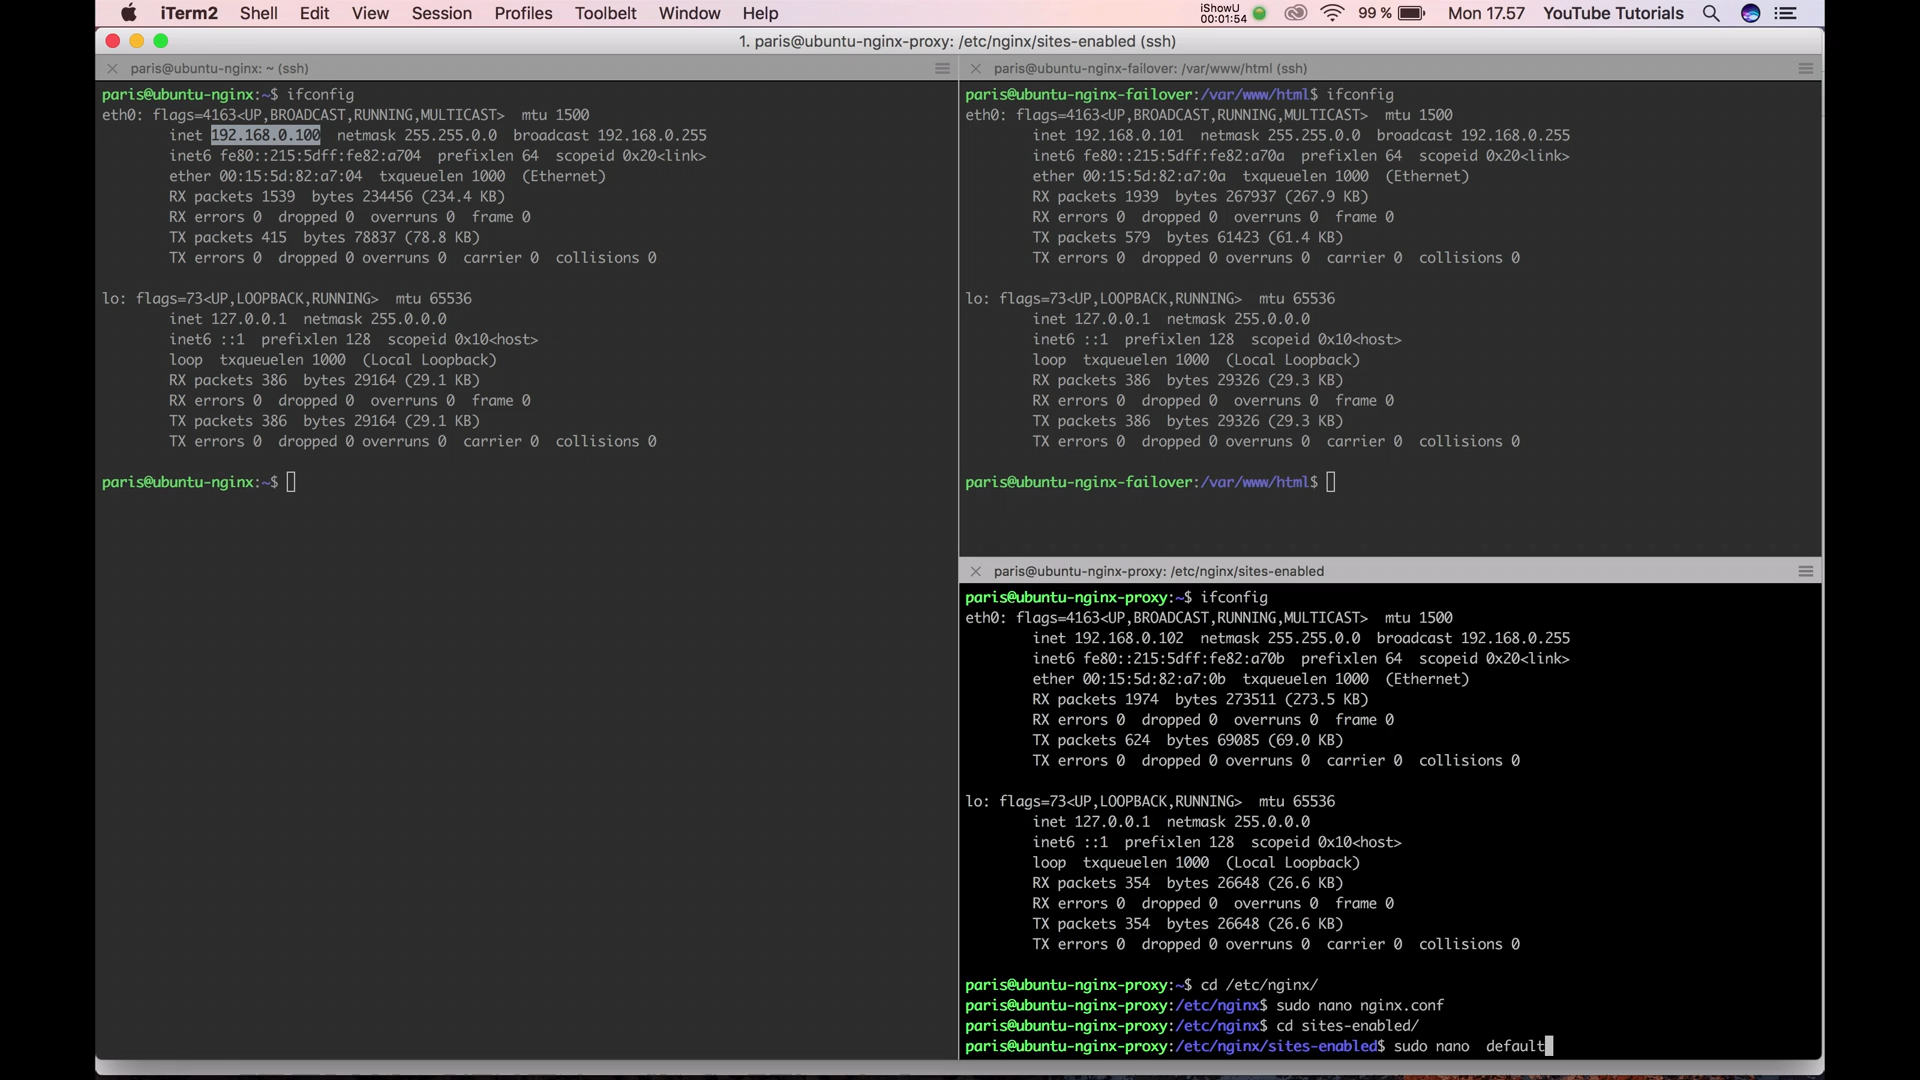 iTerm2 Shell Edit View Session Profiles Toolbelt Window Help iShowU 00:01:54 99 % Mon 17.57 YouTube Tutorials
1. paris@ubuntu-nginx-proxy: /etc/nginx/sites-enabled (ssh)
paris@ubuntu-nginx: ~ (ssh)
paris@ubuntu-nginx:~$ ifconfig
eth0: flags=4163<UP,BROADCAST,RUNNING,MULTICAST>  mtu 1500
        inet 192.168.0.100  netmask 255.255.0.0  broadcast 192.168.0.255
        inet6 fe80::215:5dff:fe82:a704  prefixlen 64  scopeid 0x20<link>
        ether 00:15:5d:82:a7:04  txqueuelen 1000  (Ethernet)
        RX packets 1539  bytes 234456 (234.4 KB)
        RX errors 0  dropped 0  overruns 0  frame 0
        TX packets 415  bytes 78837 (78.8 KB)
        TX errors 0  dropped 0 overruns 0  carrier 0  collisions 0
lo: flags=73<UP,LOOPBACK,RUNNING>  mtu 65536
        inet 127.0.0.1  netmask 255.0.0.0
        inet6 ::1  prefixlen 128  scopeid 0x10<host>
        loop  txqueuelen 1000  (Local Loopback)
        RX packets 386  bytes 29164 (29.1 KB)
        RX errors 0  dropped 0  overruns 0  frame 0
        TX packets 386  bytes 29164 (29.1 KB)
        TX errors 0  dropped 0 overruns 0  carrier 0  collisions 0
paris@ubuntu-nginx:~$
paris@ubuntu-nginx-failover: /var/www/html (ssh)
paris@ubuntu-nginx-failover:/var/www/html$ ifconfig
eth0: flags=4163<UP,BROADCAST,RUNNING,MULTICAST>  mtu 1500
        inet 192.168.0.101  netmask 255.255.0.0  broadcast 192.168.0.255
        inet6 fe80::215:5dff:fe82:a70a  prefixlen 64  scopeid 0x20<link>
        ether 00:15:5d:82:a7:0a  txqueuelen 1000  (Ethernet)
        RX packets 1939  bytes 267937 (267.9 KB)
        RX errors 0  dropped 0  overruns 0  frame 0
        TX packets 579  bytes 61423 (61.4 KB)
        TX errors 0  dropped 0 overruns 0  carrier 0  collisions 0
lo: flags=73<UP,LOOPBACK,RUNNING>  mtu 65536
        inet 127.0.0.1  netmask 255.0.0.0
        inet6 ::1  prefixlen 128  scopeid 0x10<host>
        loop  txqueuelen 1000  (Local Loopback)
        RX packets 386  bytes 29326 (29.3 KB)
        RX errors 0  dropped 0  overruns 0  frame 0
        TX packets 386  bytes 29326 (29.3 KB)
        TX errors 0  dropped 0 overruns 0  carrier 0  collisions 0
paris@ubuntu-nginx-failover:/var/www/html$
paris@ubuntu-nginx-proxy: /etc/nginx/sites-enabled
paris@ubuntu-nginx-proxy:~$ ifconfig
eth0: flags=4163<UP,BROADCAST,RUNNING,MULTICAST>  mtu 1500
        inet 192.168.0.102  netmask 255.255.0.0  broadcast 192.168.0.255
        inet6 fe80::215:5dff:fe82:a70b  prefixlen 64  scopeid 0x20<link>
        ether 00:15:5d:82:a7:0b  txqueuelen 1000  (Ethernet)
        RX packets 1974  bytes 273511 (273.5 KB)
        RX errors 0  dropped 0  overruns 0  frame 0
        TX packets 624  bytes 69085 (69.0 KB)
        TX errors 0  dropped 0 overruns 0  carrier 0  collisions 0
lo: flags=73<UP,LOOPBACK,RUNNING>  mtu 65536
        inet 127.0.0.1  netmask 255.0.0.0
        inet6 ::1  prefixlen 128  scopeid 0x10<host>
        loop  txqueuelen 1000  (Local Loopback)
        RX packets 354  bytes 26648 (26.6 KB)
        RX errors 0  dropped 0  overruns 0  frame 0
        TX packets 354  bytes 26648 (26.6 KB)
        TX errors 0  dropped 0 overruns 0  carrier 0  collisions 0
paris@ubuntu-nginx-proxy:~$ cd /etc/nginx/
paris@ubuntu-nginx-proxy:/etc/nginx$ sudo nano nginx.conf
paris@ubuntu-nginx-proxy:/etc/nginx$ cd sites-enabled/
paris@ubuntu-nginx-proxy:/etc/nginx/sites-enabled$ sudo nano  default